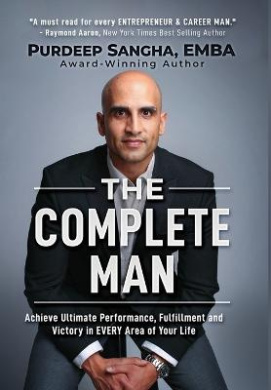 "A must read for every ENTREPRENEUR & CAREER MAN."
- Raymond Aaron, New York Times Best Selling Author
PURDEEP SANGHA, EMBA
Award-Winning Author
THE
COMPLETE
MAN
Achieve Ultimate Performance, Fulfillment and
Victory in EVERY Area of Your Life